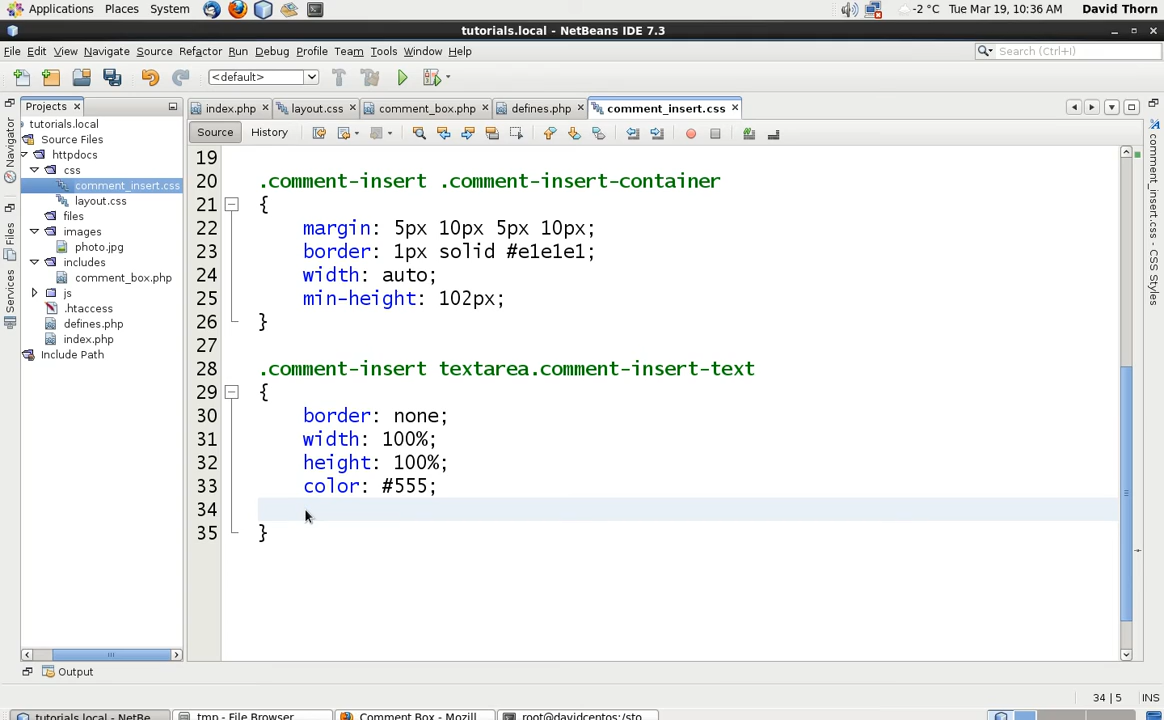 Applications Places System -2 °C Tue Mar 19, 10:36 AM David Thorn
tutorials.local - NetBeans IDE 7.3
File Edit View Navigate Source Refactor Run Debug Profile Team Tools Window Help Search (Ctrl+I)
<default>
Projects index.php layout.css comment_box.php defines.php comment_insert.css
Source History
tutorials.local
Source Files
httpdocs
css
comment_insert.css
layout.css
files
images
photo.jpg
includes
comment_box.php
js
.htaccess
defines.php
index.php
Include Path
Navigator
Files
Services
19
20 .comment-insert .comment-insert-container
21 {
22 margin: 5px 10px 5px 10px;
23 border: 1px solid #e1e1e1;
24 width: auto;
25 min-height: 102px;
26 }
27
28 .comment-insert textarea.comment-insert-text
29 {
30 border: none;
31 width: 100%;
32 height: 100%;
33 color: #555;
34
35 }
comment_insert.css - CSS Styles
Output
34 | 5 INS
tutorials.local - NetBe... tmp - File Browser Comment Box - Mozill... root@davidcentos:/sto...